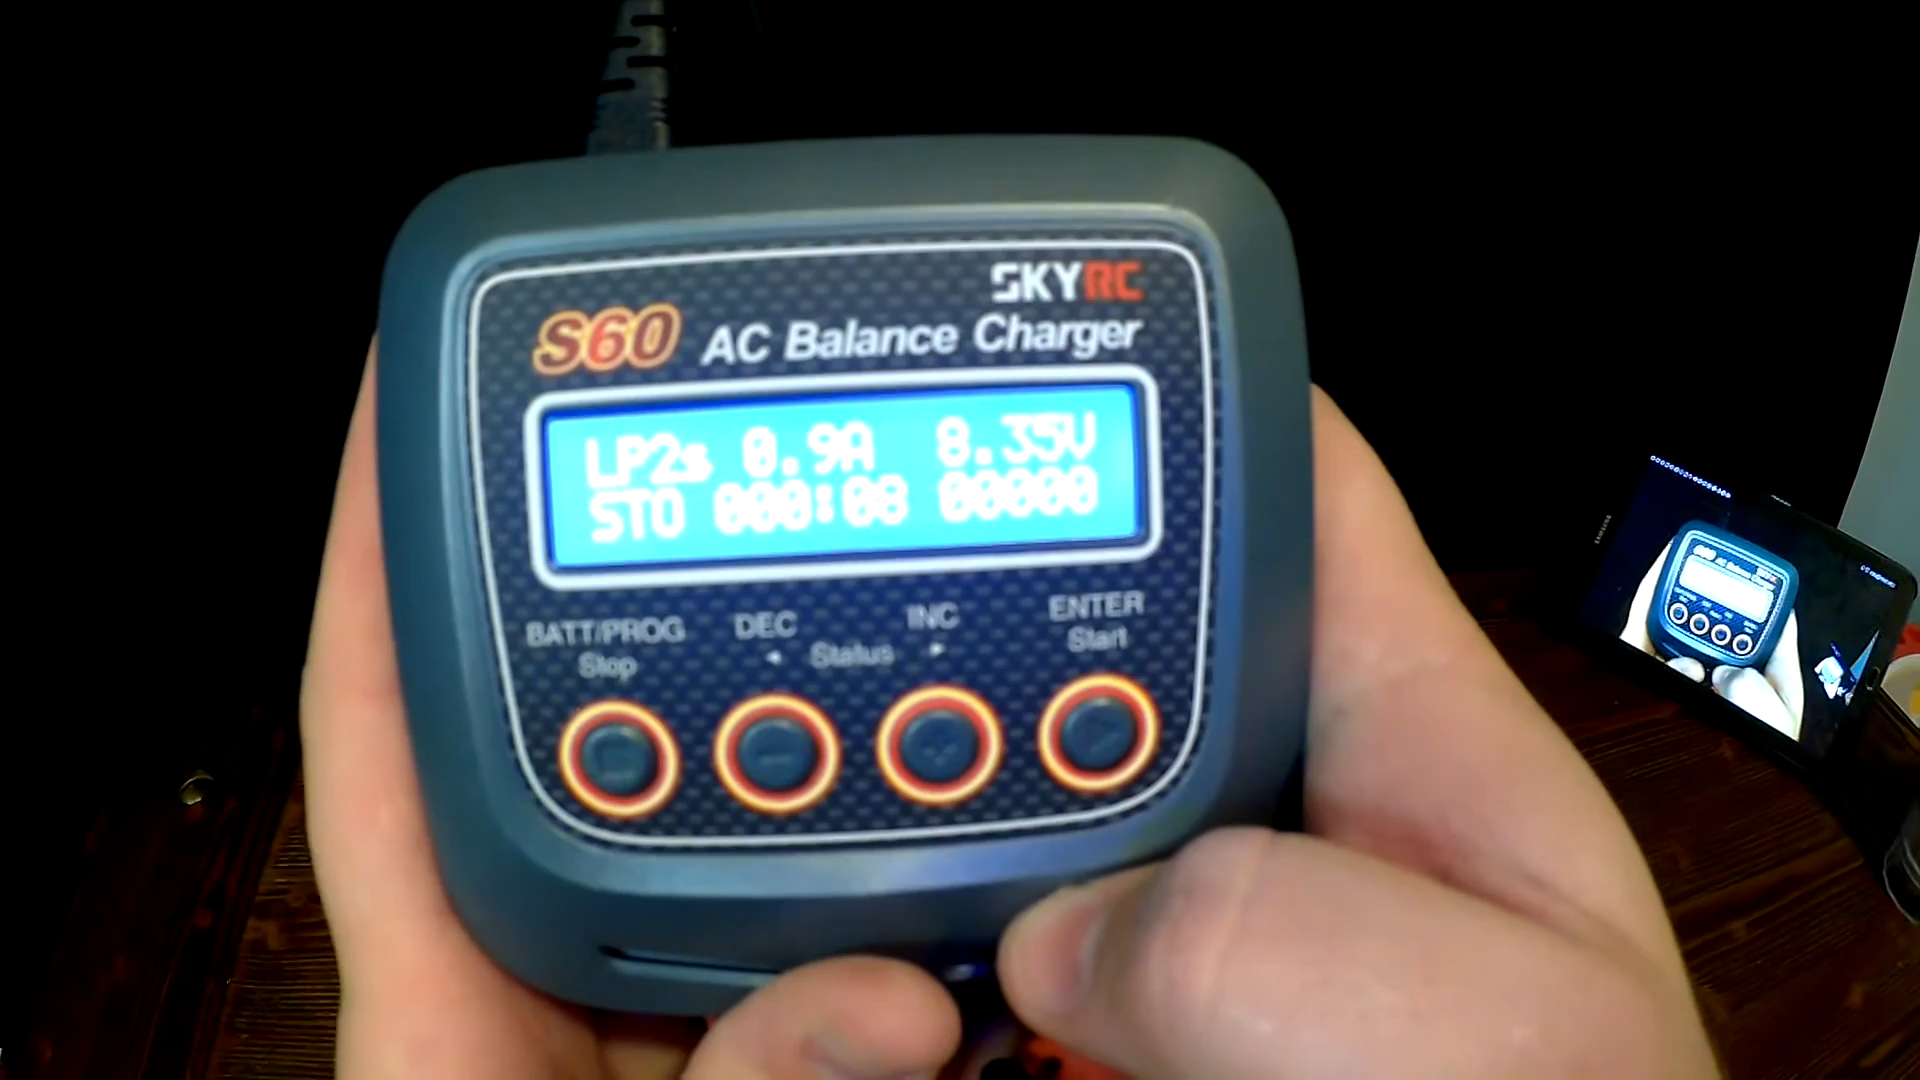 SKYRC
S60 AC Balance Charger
LP2s 0.9A 8.35V
STO 000:08 00000
BATT/PROG DEC INC ENTER
Stop ◄ Status ► Start
SAMSUNG